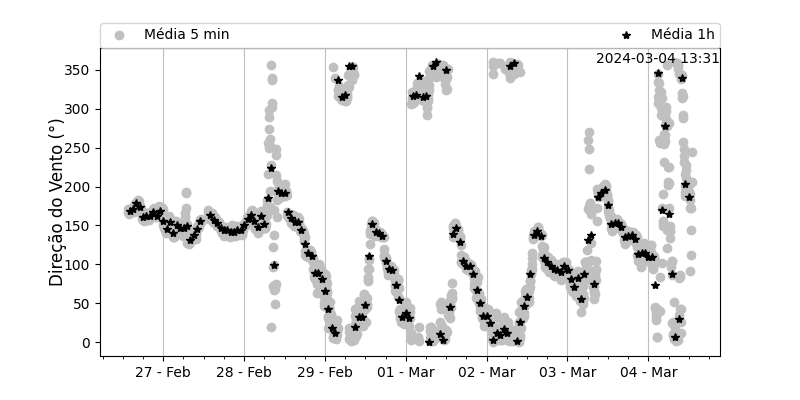 Média 5 min
Média 1h
2024-03-04 13:31
Direção do Vento (°)
350
300
250
200
150
100
50
0
27 - Feb
28 - Feb
29 - Feb
01 - Mar
02 - Mar
03 - Mar
04 - Mar